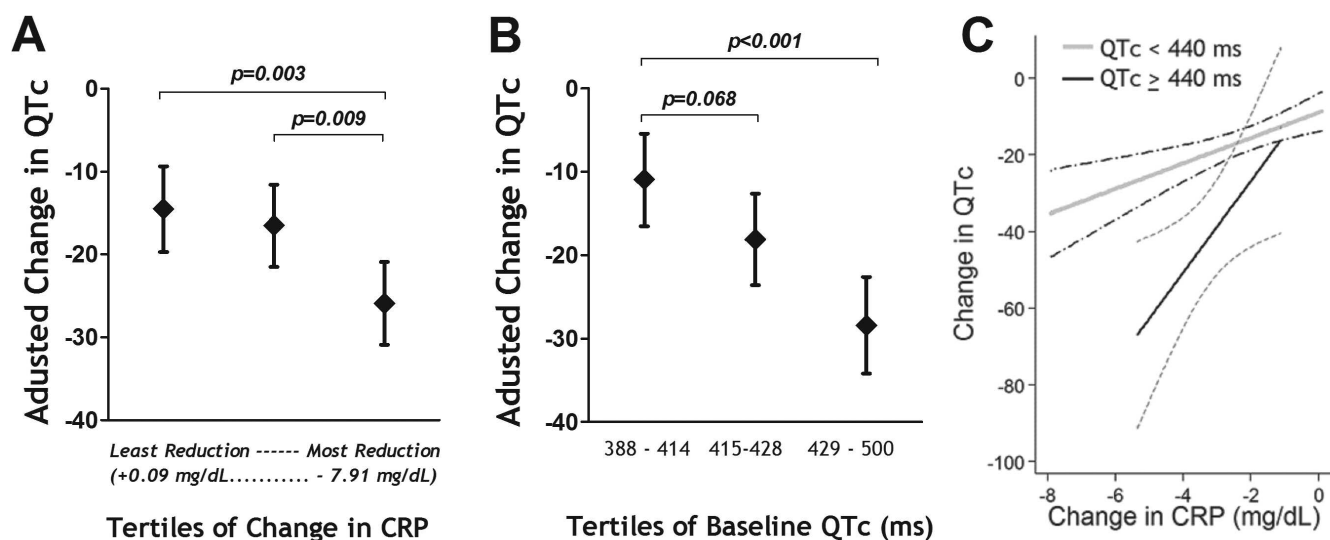 A
Adusted Change in QTc
0
-10
-20
-30
-40
p=0.003
p=0.009
Least Reduction ------ Most Reduction
(+0.09 mg/dL........... - 7.91 mg/dL)
Tertiles of Change in CRP
B
Adusted Change in QTc
0
-10
-20
-30
-40
p<0.001
p=0.068
388 - 414 415-428 429 - 500
Tertiles of Baseline QTc (ms)
C
QTc < 440 ms
QTc ≥ 440 ms
Change in QTc
0
-20
-40
-60
-80
-100
-8 -6 -4 -2 0
Change in CRP (mg/dL)